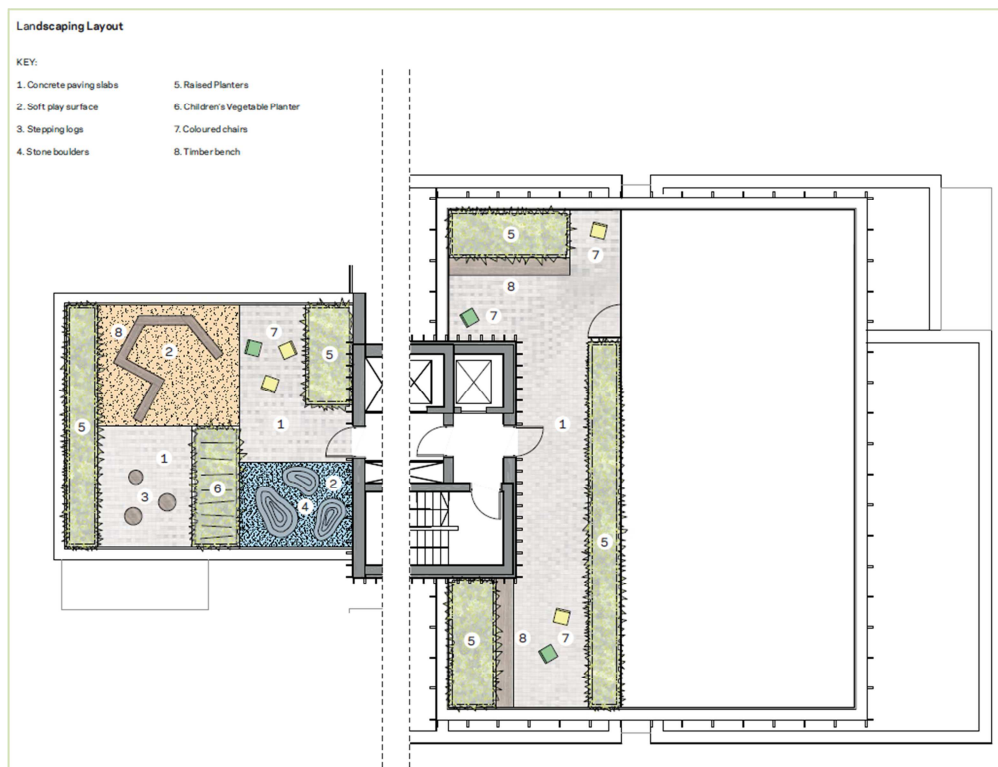 Landscaping Layout
KEY:
1. Concrete paving slabs
2. Soft play surface
3. Stepping logs
4. Stone boulders
5. Raised Planters
6. Children's Vegetable Planter
7. Coloured chairs
8. Timber bench
5
7
8
7
8
2
7
5
5
1
1
1
3
6
2
4
5
5
8
7